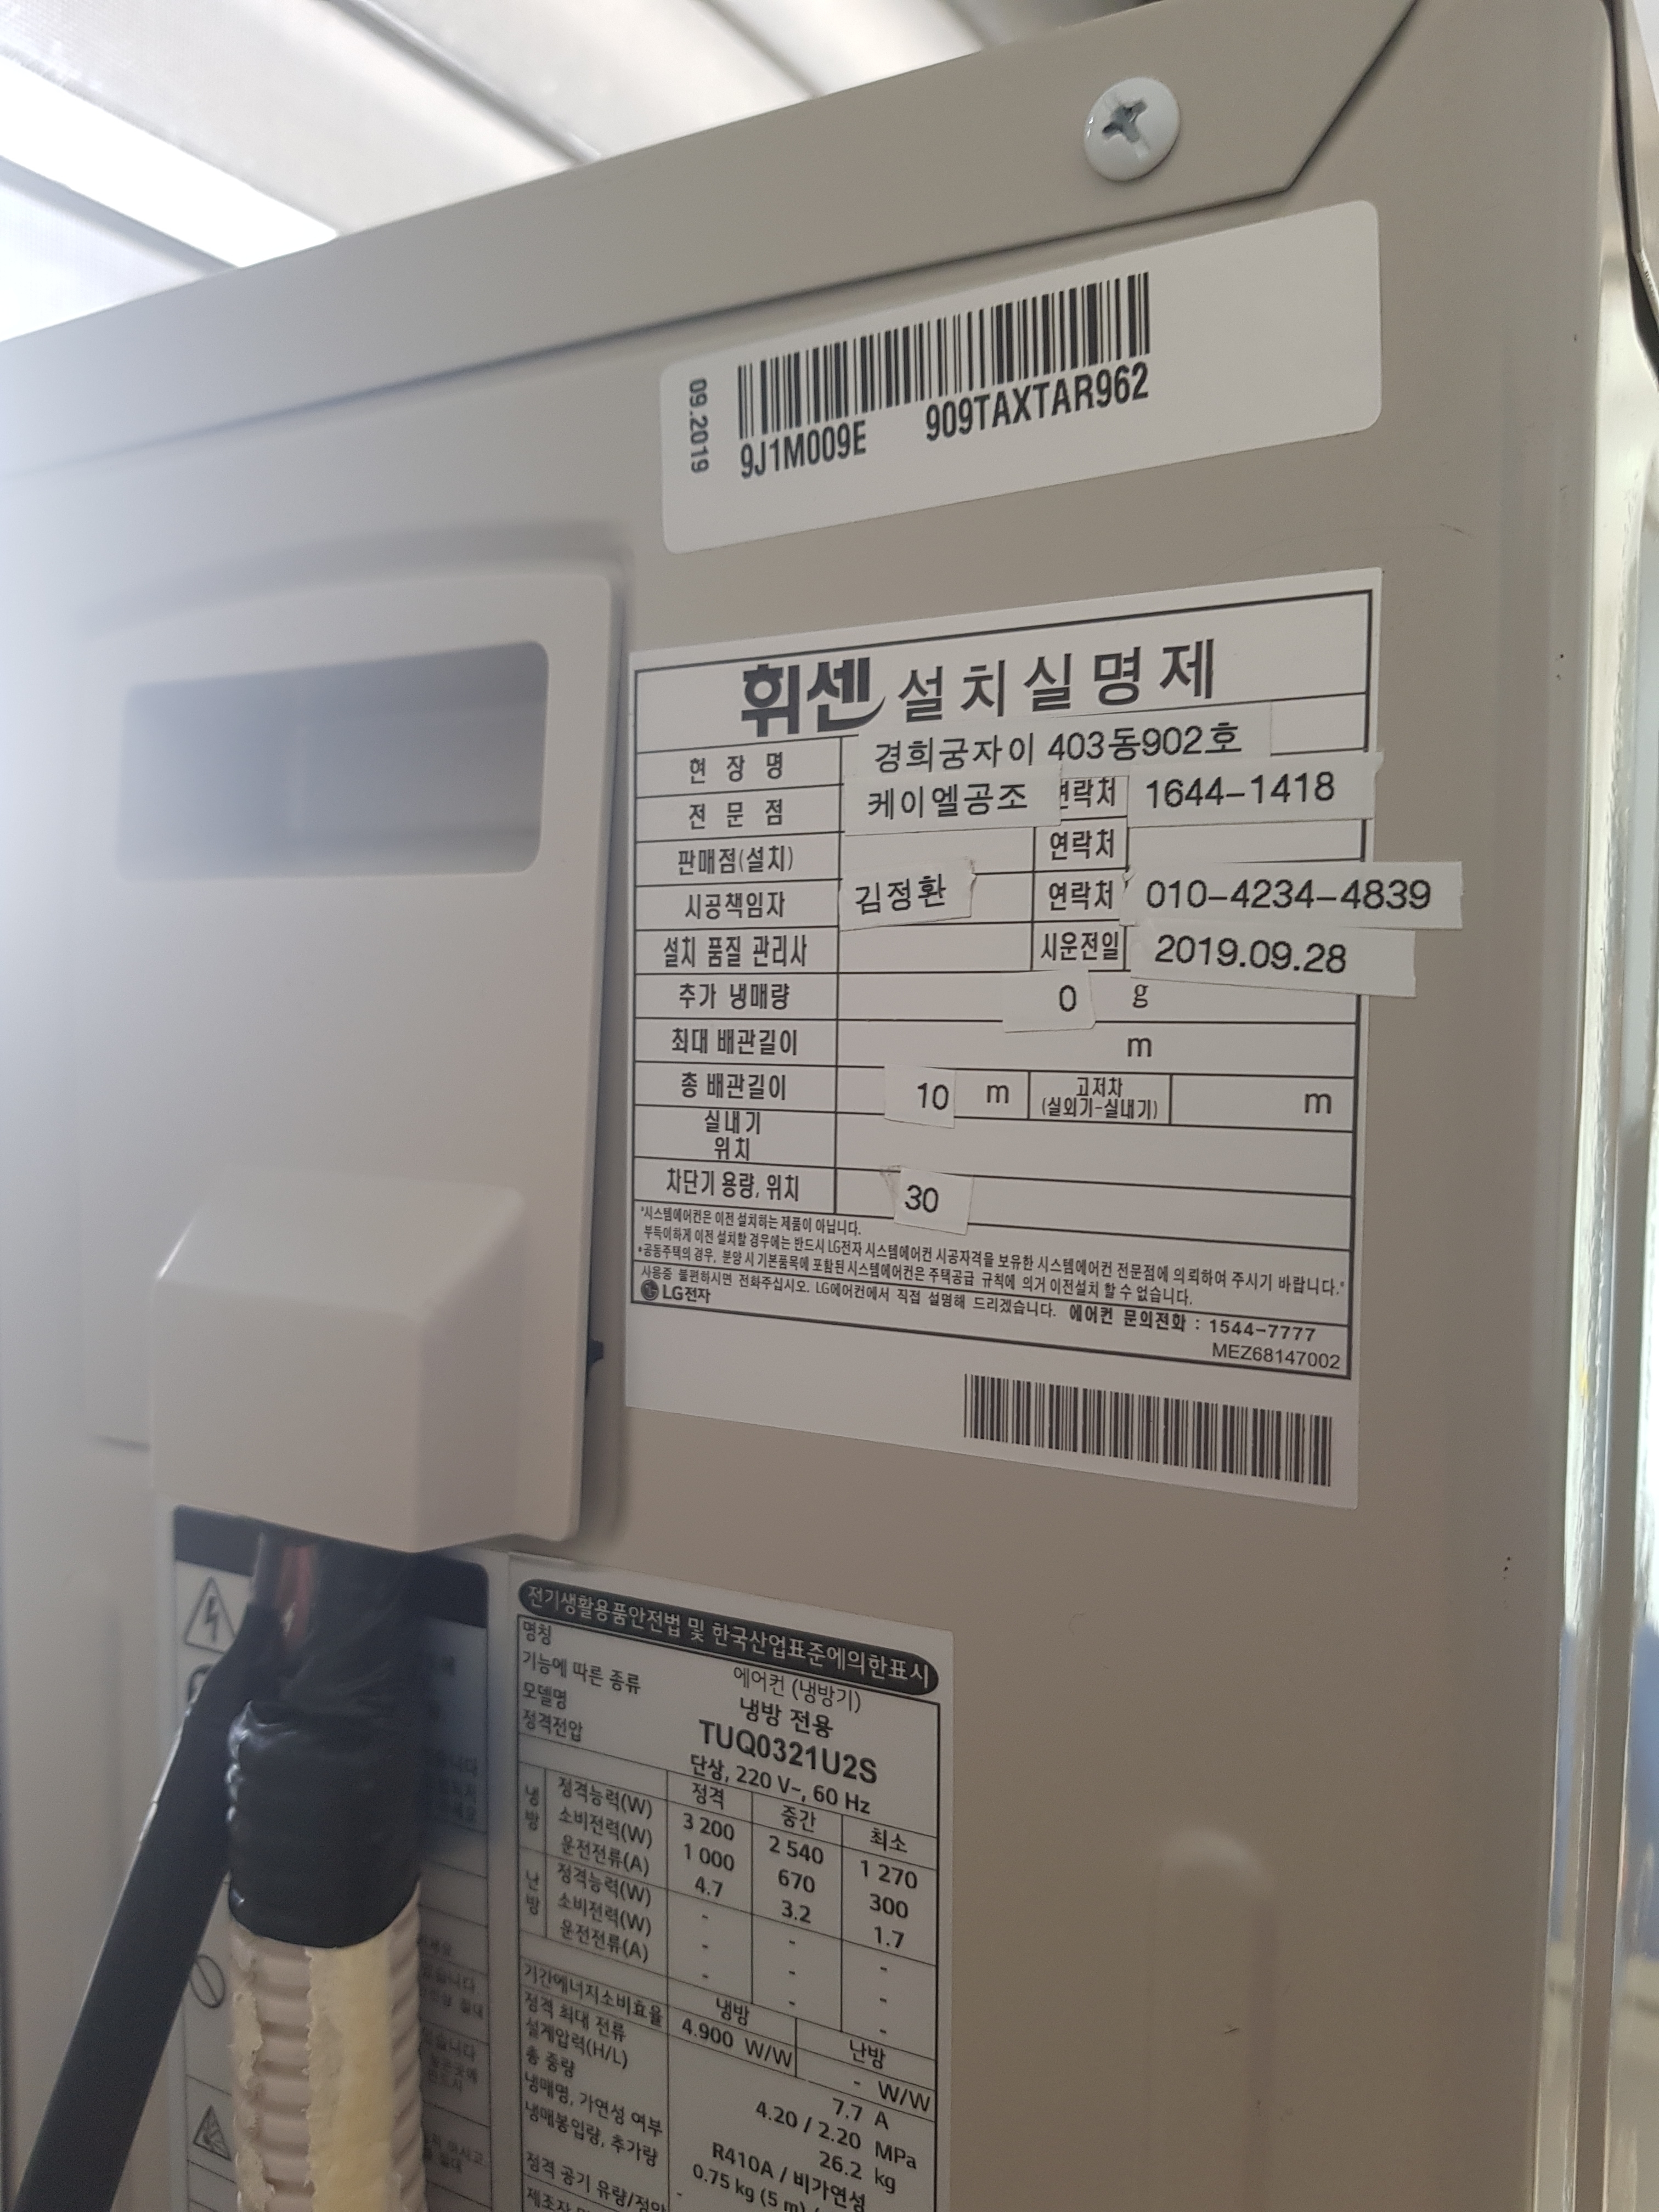 09.2019
9J1M009E 909TAXTAR962
휘센 설치실명제
현 장 명 경희궁자이 403동902호
전 문 점 케이엘공조 연락처 1644-1418
판매점(설치) 연락처
시공책임자 김정환 연락처 010-4234-4839
설치 품질 관리사 시운전일 2019.09.28
추가 냉매량 0 g
최대 배관길이 m
총 배관길이 10 m 고저차 (실외기-실내기) m
실내기 위치
차단기 용량, 위치 30
*시스템에어컨은 이전 설치하는 제품이 아닙니다.
부득이하게 이전 설치할 경우에는 반드시 LG전자 시스템에어컨 시공자격을 보유한 시스템에어컨 전문점에 의뢰하여 주시기 바랍니다.*
*공동주택의 경우, 분양 시 기본품목에 포함된 시스템에어컨은 주택공급 규칙에 의거 이전설치 할 수 없습니다.
사용중 불편하시면 전화주십시오. LG에어컨에서 직접 설명해 드리겠습니다. 에어컨 문의전화 : 1544-7777
LG전자 MEZ68147002
전기생활용품안전법 및 한국산업표준에의한표시
명칭 에어컨 (냉방기)
기능에 따른 종류 냉방 전용
모델명 TUQ0321U2S
정격전압 단상, 220 V~, 60 Hz
정격 중간 최소
냉방 정격능력(W) 3 200 2 540 1 270
소비전력(W) 1 000 670 300
운전전류(A) 4.7 3.2 1.7
난방 정격능력(W) - - -
소비전력(W) - - -
운전전류(A) - - -
냉방 난방
기간에너지소비효율 4.900 W/W - W/W
정격 최대 전류 7.7 A
설계압력(H/L) 4.20 / 2.20 MPa
총 중량 26.2 kg
냉매명, 가연성 여부 R410A / 비가연성
냉매봉입량, 추가량 0.75 kg (5 m) /
정격 공기 유량/정압 -
제조자